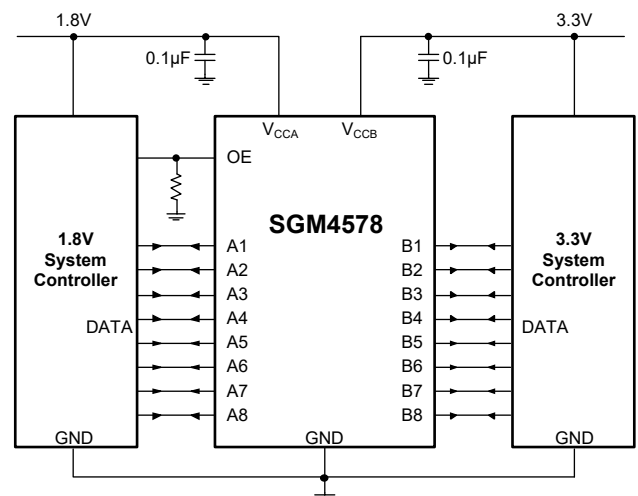 1.8V
3.3V
0.1µF
0.1µF
VCCA
VCCB
OE
SGM4578
1.8V
System
Controller
3.3V
System
Controller
A1
B1
A2
B2
A3
B3
DATA
A4
B4
DATA
A5
B5
A6
B6
A7
B7
A8
B8
GND
GND
GND